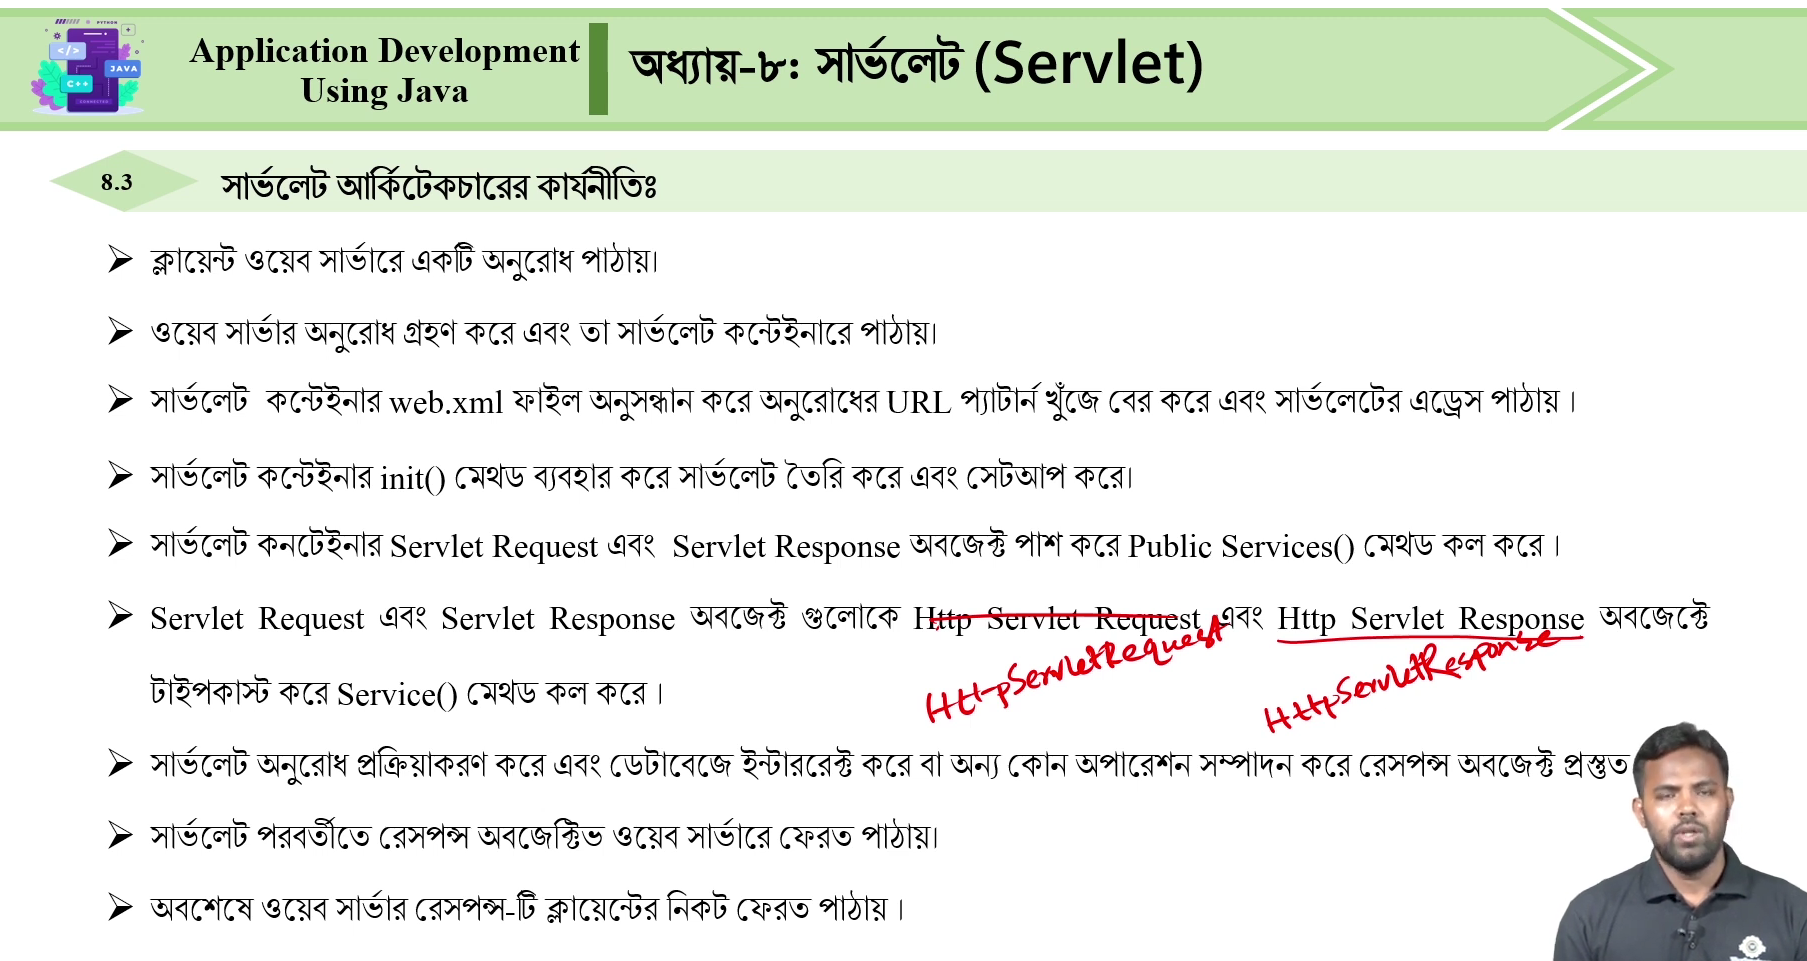 Application Development
Using Java
অধ্যায়-৮ঃ সার্ভলেট (Servlet)
PYTHON
</>
JAVA
C++
CONNECTED
8.3
সার্ভলেট আর্কিটেকচারের কার্যনীতিঃ
ক্লায়েন্ট ওয়েব সার্ভারে একটি অনুরোধ পাঠায়।
ওয়েব সার্ভার অনুরোধ গ্রহণ করে এবং তা সার্ভলেট কন্টেইনারে পাঠায়।
সার্ভলেট কন্টেইনার web.xml ফাইল অনুসন্ধান করে অনুরোধের URL প্যাটার্ন খুঁজে বের করে এবং সার্ভলেটের এড্রেস পাঠায় ।
সার্ভলেট কন্টেইনার init() মেথড ব্যবহার করে সার্ভলেট তৈরি করে এবং সেটআপ করে।
সার্ভলেট কনটেইনার Servlet Request এবং Servlet Response অবজেক্ট পাশ করে Public Services() মেথড কল করে ।
Servlet Request এবং Servlet Response অবজেক্ট গুলোকে Http Servlet Request এবং Http Servlet Response অবজেক্টে
HttpServletRequest
HttpServletResponse
টাইপকাস্ট করে Service() মেথড কল করে ।
সার্ভলেট অনুরোধ প্রক্রিয়াকরণ করে এবং ডেটাবেজে ইন্টাররেক্ট করে বা অন্য কোন অপারেশন সম্পাদন করে রেসপন্স অবজেক্ট প্রস্তুত
সার্ভলেট পরবর্তীতে রেসপন্স অবজেক্টিভ ওয়েব সার্ভারে ফেরত পাঠায়।
অবশেষে ওয়েব সার্ভার রেসপন্স-টি ক্লায়েন্টের নিকট ফেরত পাঠায় ।